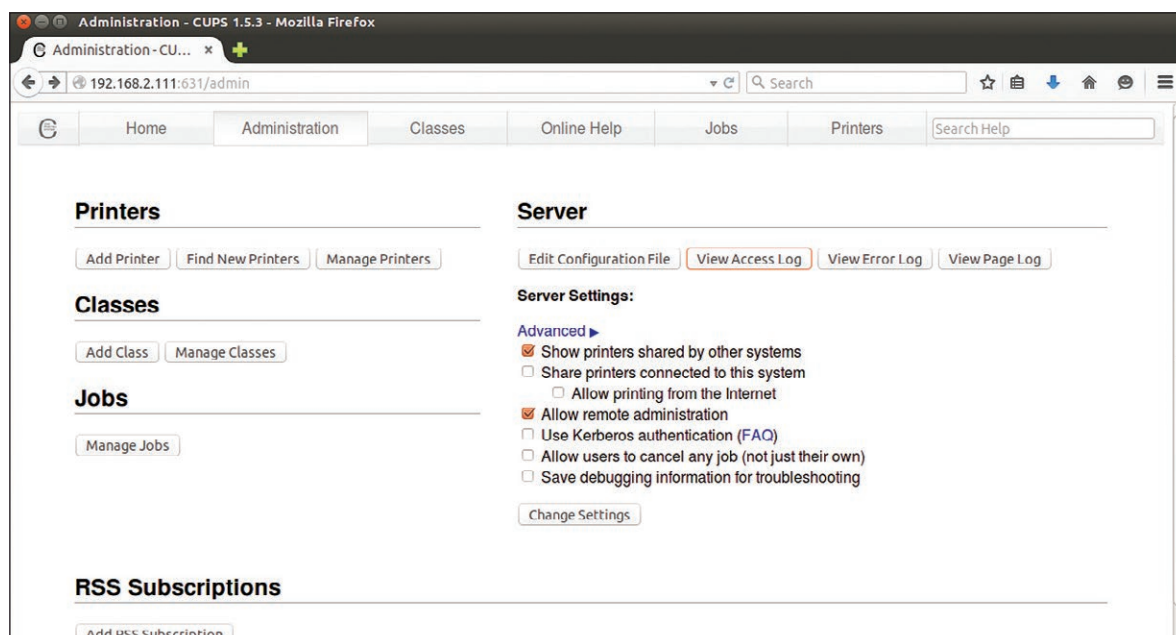 Administration - CUPS 1.5.3 - Mozilla Firefox
Administration - CU... ×
192.168.2.111:631/admin Search
Home Administration Classes Online Help Jobs Printers Search Help
Printers
Add Printer Find New Printers Manage Printers
Classes
Add Class Manage Classes
Jobs
Manage Jobs
Server
Edit Configuration File View Access Log View Error Log View Page Log
Server Settings:
Advanced ▶
Show printers shared by other systems
Share printers connected to this system
Allow printing from the Internet
Allow remote administration
Use Kerberos authentication (FAQ)
Allow users to cancel any job (not just their own)
Save debugging information for troubleshooting
Change Settings
RSS Subscriptions
Add RSS Subscription